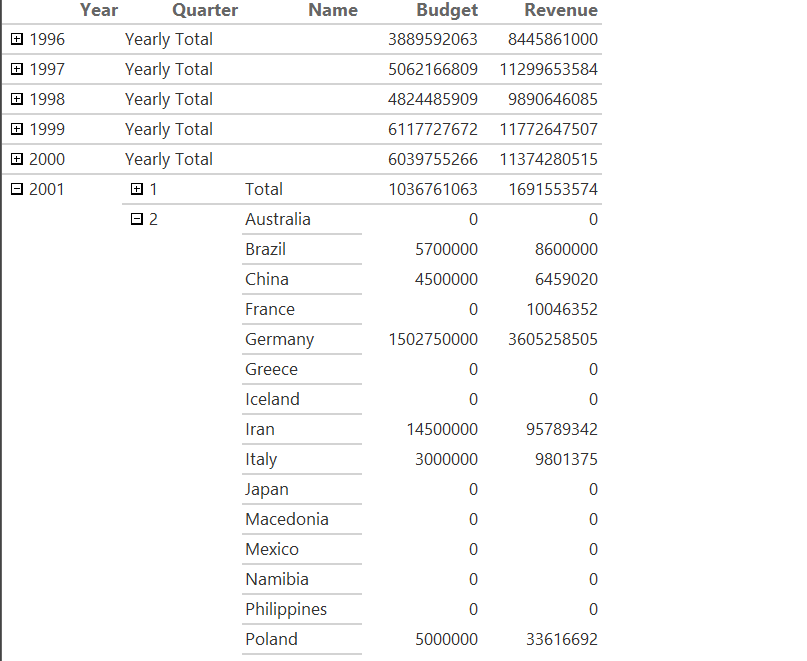 Year Quarter Name Budget Revenue
1996 Yearly Total 3889592063 8445861000
1997 Yearly Total 5062166809 11299653584
1998 Yearly Total 4824485909 9890646085
1999 Yearly Total 6117727672 11772647507
2000 Yearly Total 6039755266 11374280515
2001 1 Total 1036761063 1691553574
2 Australia 0 0
Brazil 5700000 8600000
China 4500000 6459020
France 0 10046352
Germany 1502750000 3605258505
Greece 0 0
Iceland 0 0
Iran 14500000 95789342
Italy 3000000 9801375
Japan 0 0
Macedonia 0 0
Mexico 0 0
Namibia 0 0
Philippines 0 0
Poland 5000000 33616692